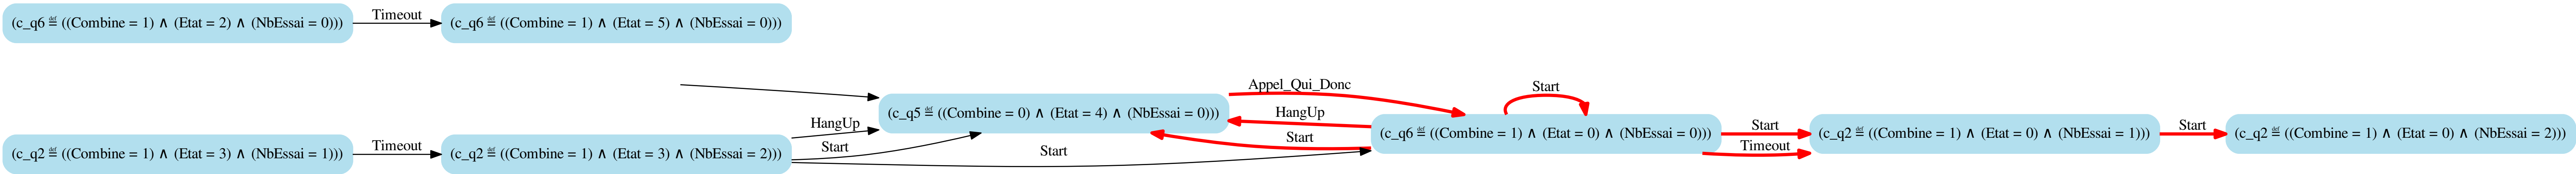 (c_q6 ≝ ((Combine = 1) ∧ (Etat = 2) ∧ (NbEssai = 0)))
Timeout
(c_q6 ≝ ((Combine = 1) ∧ (Etat = 5) ∧ (NbEssai = 0)))
(c_q2 ≝ ((Combine = 1) ∧ (Etat = 3) ∧ (NbEssai = 1)))
Timeout
(c_q2 ≝ ((Combine = 1) ∧ (Etat = 3) ∧ (NbEssai = 2)))
HangUp
Start
Start
(c_q5 ≝ ((Combine = 0) ∧ (Etat = 4) ∧ (NbEssai = 0)))
Appel_Qui_Donc
HangUp
Start
Start
(c_q6 ≝ ((Combine = 1) ∧ (Etat = 0) ∧ (NbEssai = 0)))
Start
Timeout
(c_q2 ≝ ((Combine = 1) ∧ (Etat = 0) ∧ (NbEssai = 1)))
Start
(c_q2 ≝ ((Combine = 1) ∧ (Etat = 0) ∧ (NbEssai = 2)))